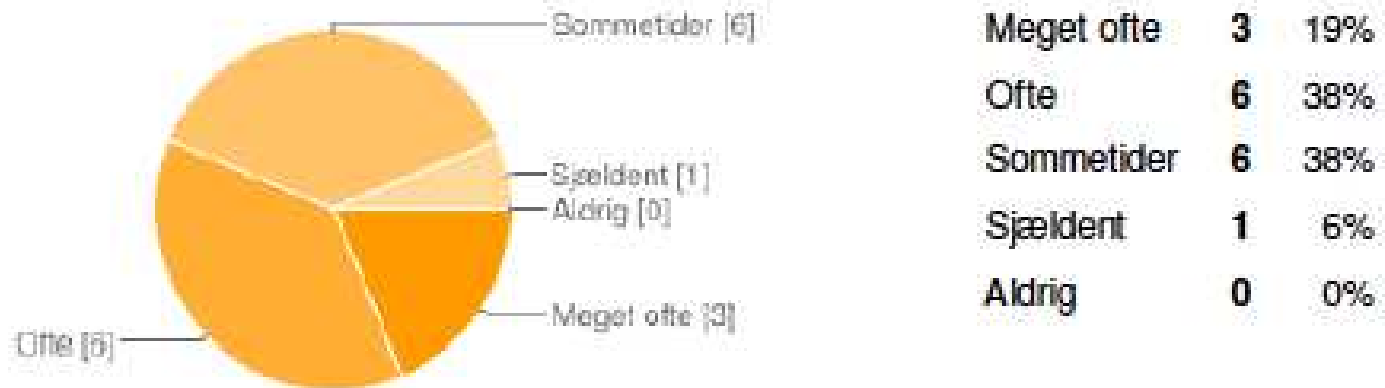 Sommetider [6]
Sjældent [1]
Aldrig [0]
Meget ofte [3]
Ofte [6]
Meget ofte 3 19%
Ofte 6 38%
Sommetider 6 38%
Sjældent 1 6%
Aldrig 0 0%